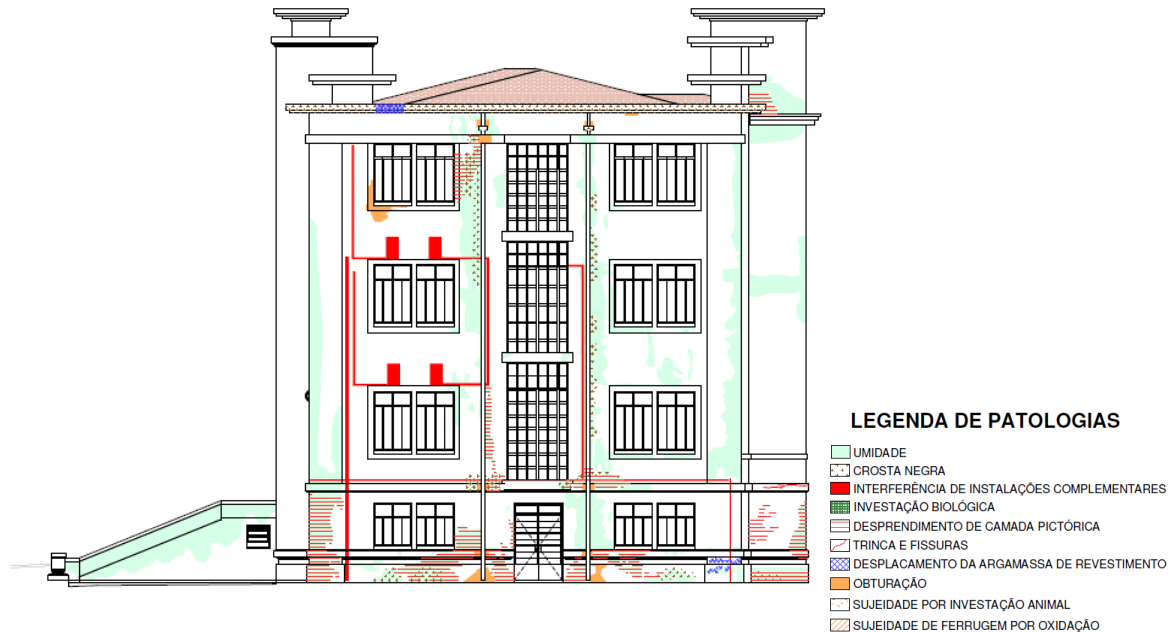 LEGENDA DE PATOLOGIAS
UMIDADE
CROSTA NEGRA
INTERFERÊNCIA DE INSTALAÇÕES COMPLEMENTARES
INVESTAÇÃO BIOLÓGICA
DESPRENDIMENTO DE CAMADA PICTÓRICA
TRINCA E FISSURAS
DESPLACAMENTO DA ARGAMASSA DE REVESTIMENTO
OBTURAÇÃO
SUJEIDADE POR INVESTAÇÃO ANIMAL
SUJEIDADE DE FERRUGEM POR OXIDAÇÃO